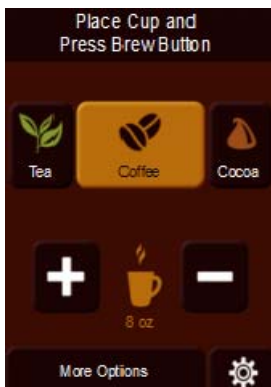 Place Cup and
Press Brew Button
Tea Coffee Cocoa
8 oz
More Options